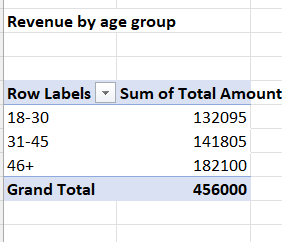 Revenue by age group
Row Labels Sum of Total Amount
18-30 132095
31-45 141805
46+ 182100
Grand Total 456000